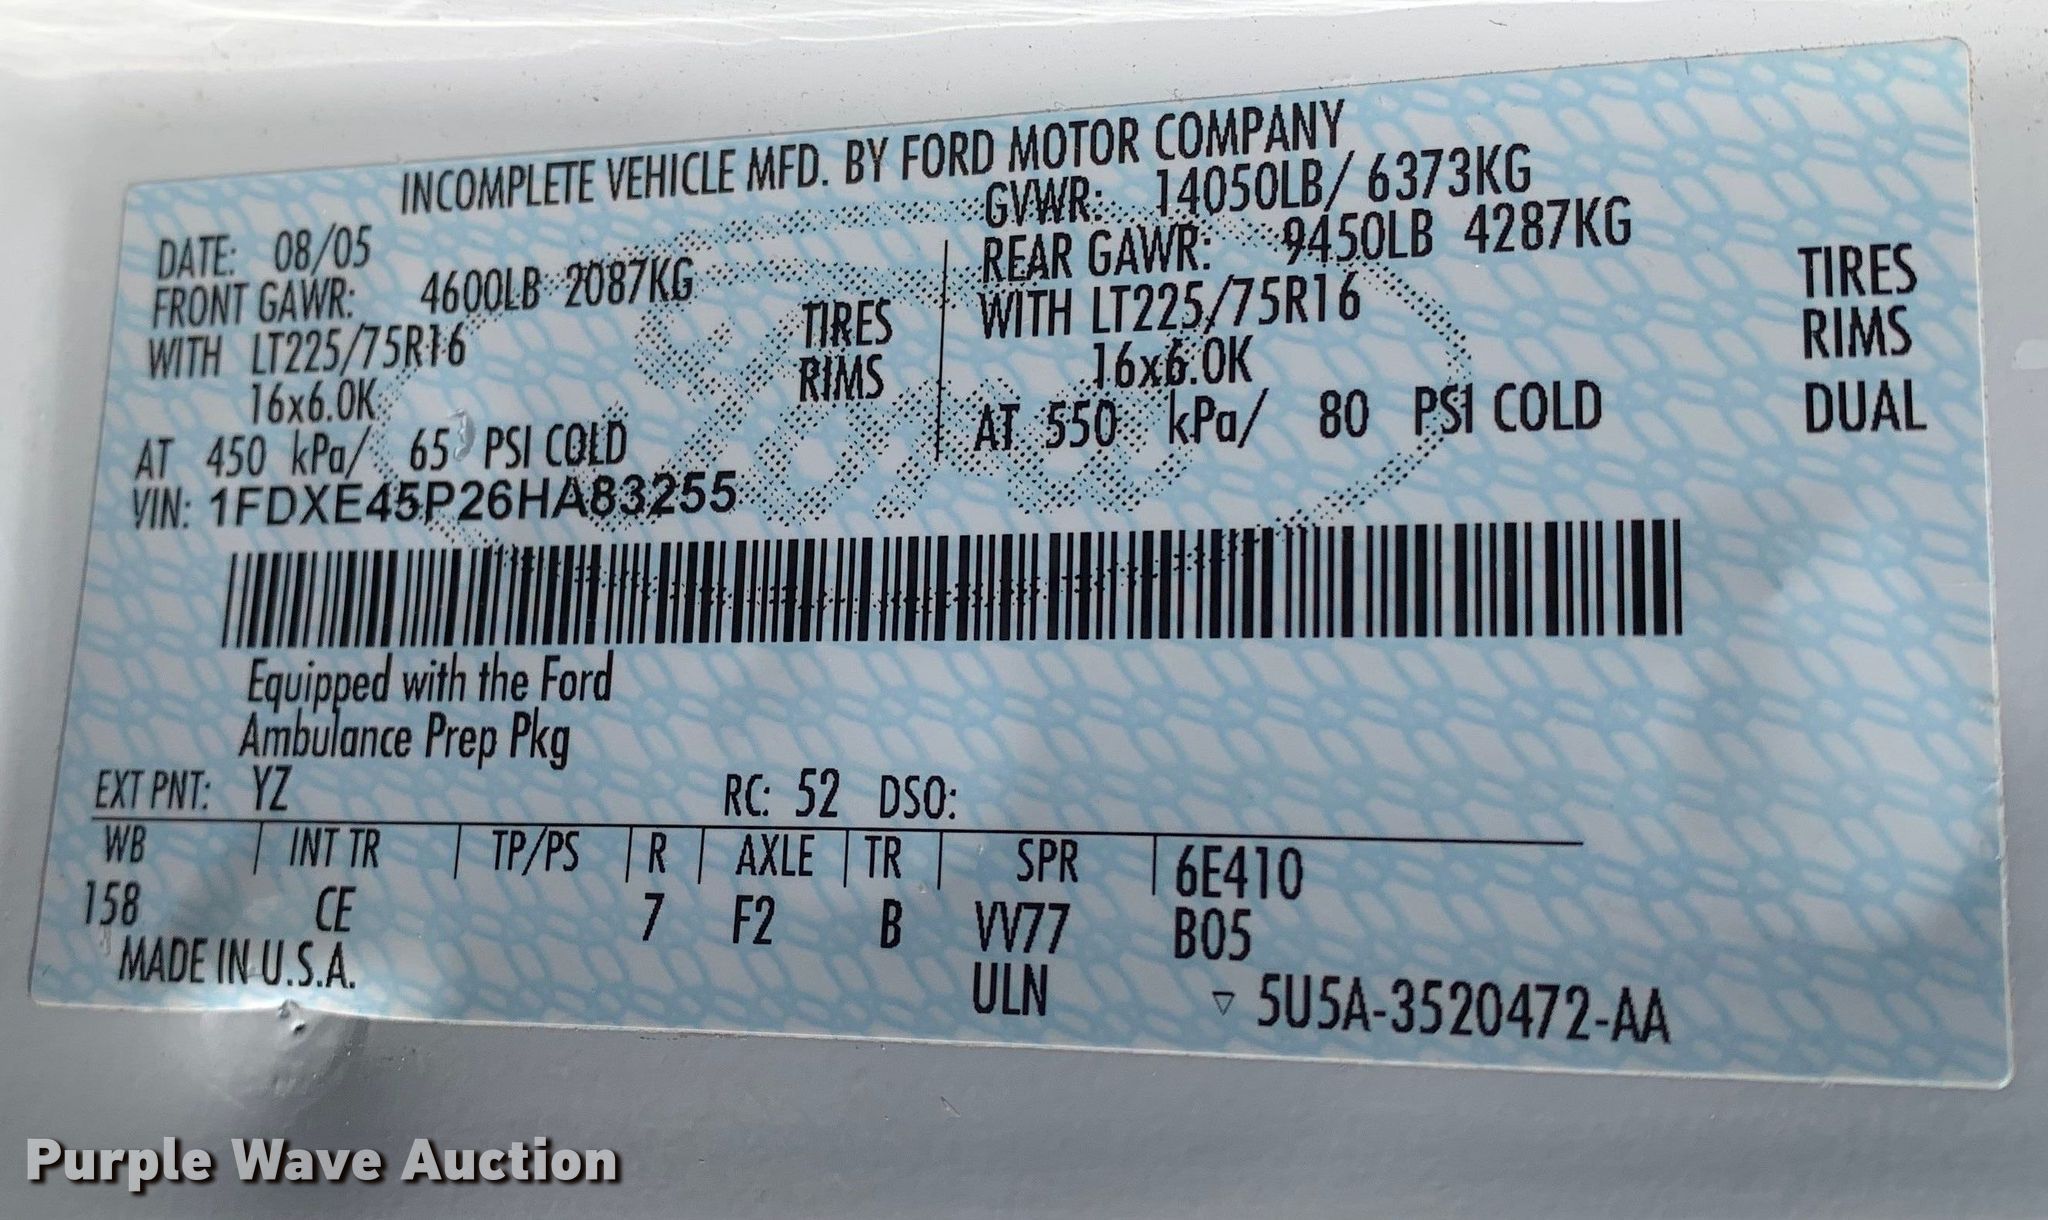 INCOMPLETE VEHICLE MFD. BY FORD MOTOR COMPANY
DATE: 08/05 GVWR: 14050LB/ 6373KG
FRONT GAWR: 4600LB 2087KG REAR GAWR: 9450LB 4287KG
WITH LT225/75R16 TIRES WITH LT225/75R16 TIRES
16x6.0K RIMS 16x6.0K RIMS
AT 450 kPa/ 65 PSI COLD AT 550 kPa/ 80 PSI COLD DUAL
VIN: 1FDXE45P26HA83255
Equipped with the Ford
Ambulance Prep Pkg
EXT PNT: YZ RC: 52 DSO:
WB INT TR TP/PS R AXLE TR SPR 6E410
158 CE 7 F2 B VV77 B05
MADE IN U.S.A. ULN ▽ 5U5A-3520472-AA
Purple Wave Auction